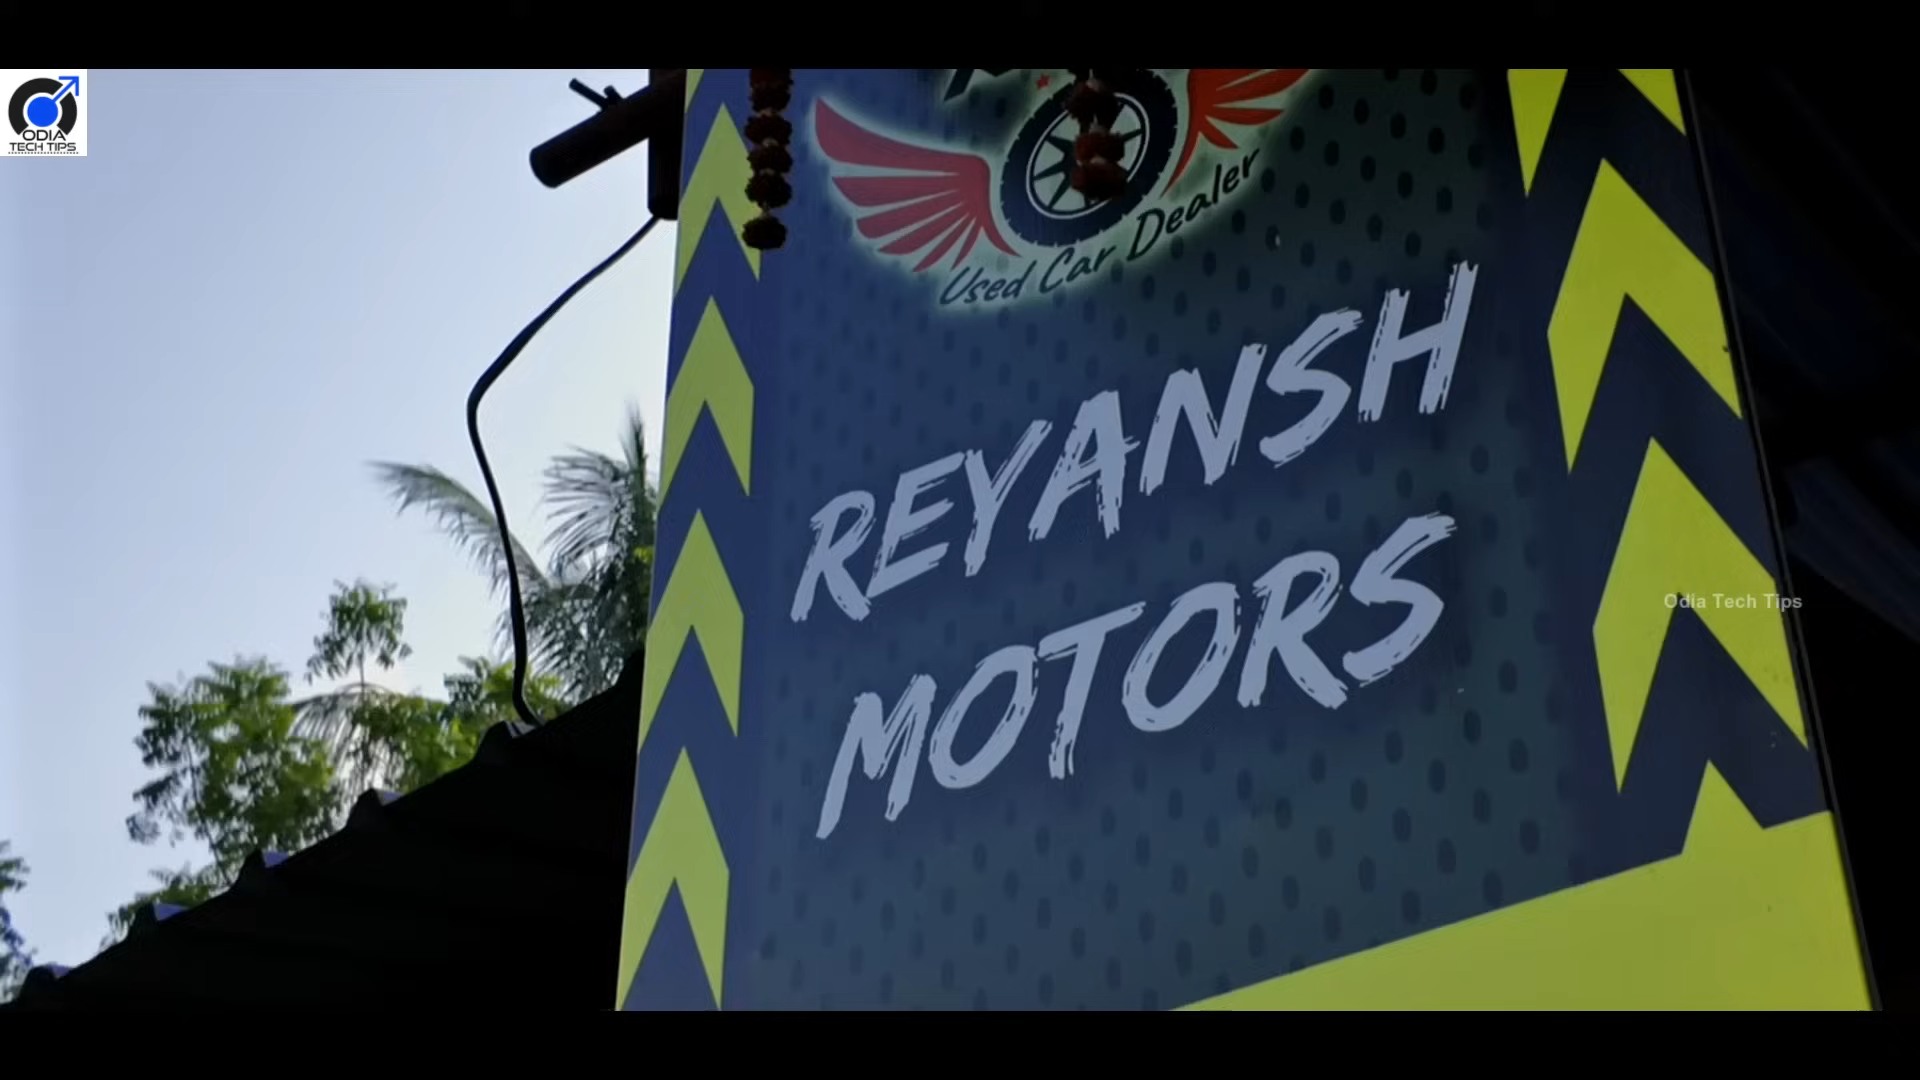 ODIA
TECH TIPS
Used Car Dealer
REYANSH
MOTORS
Odia Tech Tips